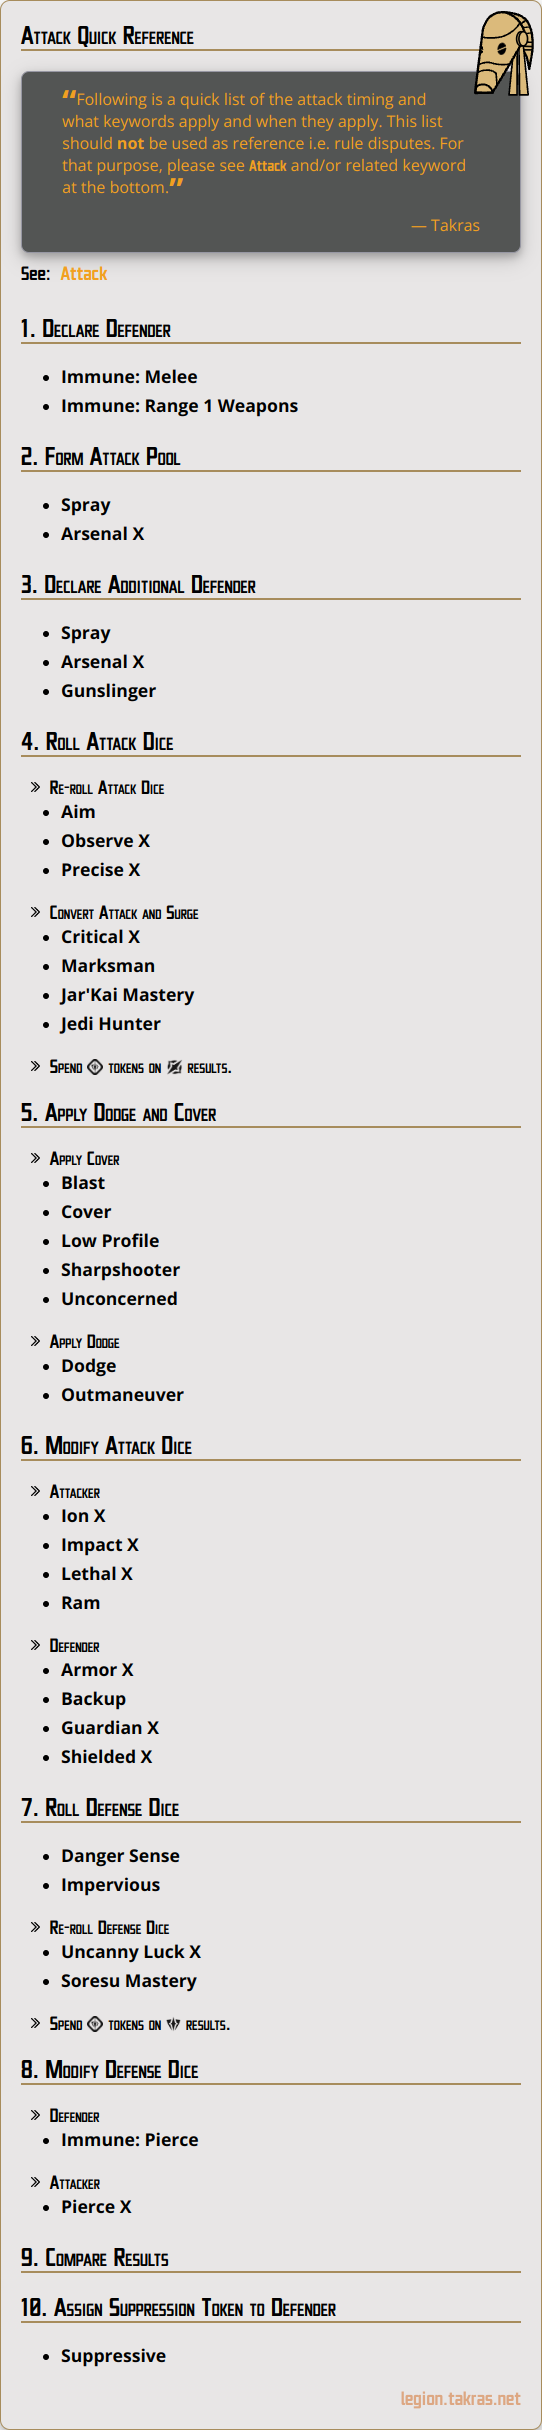 Attack Quick Reference
“Following is a quick list of the attack timing and
what keywords apply and when they apply. This list
should not be used as reference i.e. rule disputes. For
that purpose, please see Attack and/or related keyword
at the bottom.”
— Takras
See: Attack
1. Declare Defender
• Immune: Melee
• Immune: Range 1 Weapons
2. Form Attack Pool
• Spray
• Arsenal X
3. Declare Additional Defender
• Spray
• Arsenal X
• Gunslinger
4. Roll Attack Dice
» Re-roll Attack Dice
• Aim
• Observe X
• Precise X
» Convert Attack and Surge
• Critical X
• Marksman
• Jar'Kai Mastery
• Jedi Hunter
» Spend tokens on results.
5. Apply Dodge and Cover
» Apply Cover
• Blast
• Cover
• Low Profile
• Sharpshooter
• Unconcerned
» Apply Dodge
• Dodge
• Outmaneuver
6. Modify Attack Dice
» Attacker
• Ion X
• Impact X
• Lethal X
• Ram
» Defender
• Armor X
• Backup
• Guardian X
• Shielded X
7. Roll Defense Dice
• Danger Sense
• Impervious
» Re-roll Defense Dice
• Uncanny Luck X
• Soresu Mastery
» Spend tokens on results.
8. Modify Defense Dice
» Defender
• Immune: Pierce
» Attacker
• Pierce X
9. Compare Results
10. Assign Suppression Token to Defender
• Suppressive
legion.takras.net